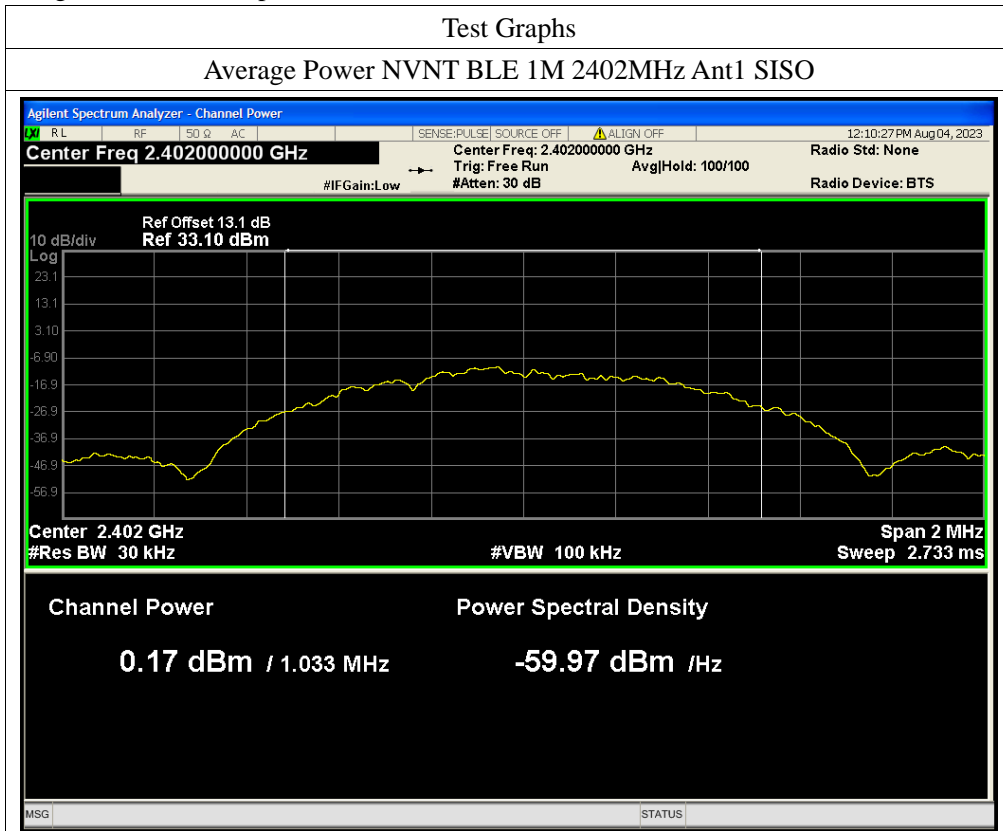 Test Graphs
Average Power NVNT BLE 1M 2402MHz Ant1 SISO
Agilent Spectrum Analyzer - Channel Power
LXI RL RF 50 Ω AC SENSE:PULSE SOURCE OFF ALIGN OFF 12:10:27 PM Aug 04, 2023
Center Freq 2.402000000 GHz Center Freq: 2.402000000 GHz Radio Std: None
Trig: Free Run Avg|Hold: 100/100
#IFGain:Low #Atten: 30 dB Radio Device: BTS
Ref Offset 13.1 dB
10 dB/div Ref 33.10 dBm
Log
23.1
13.1
3.10
-6.90
-16.9
-26.9
-36.9
-46.9
-56.9
Center 2.402 GHz Span 2 MHz
#Res BW 30 kHz #VBW 100 kHz Sweep 2.733 ms
Channel Power Power Spectral Density
0.17 dBm / 1.033 MHz -59.97 dBm /Hz
MSG STATUS